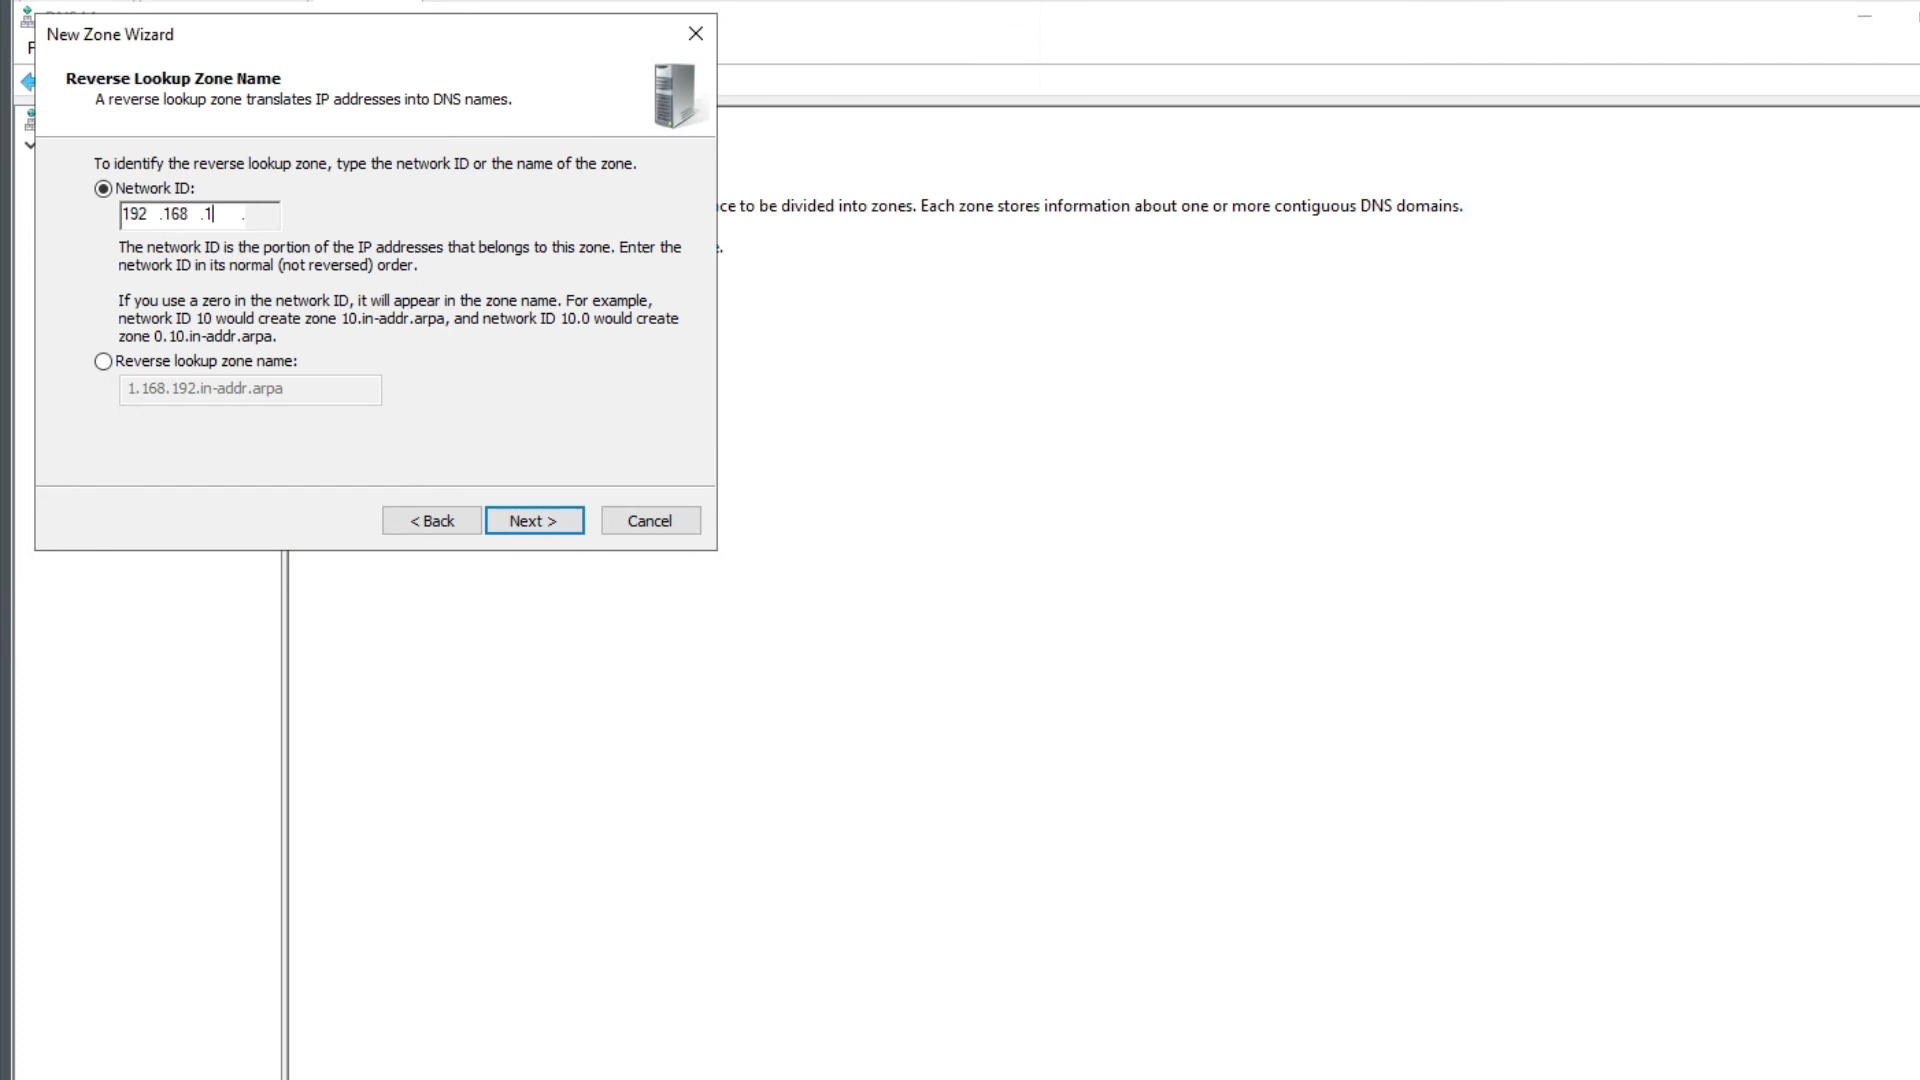 New Zone Wizard
F
Reverse Lookup Zone Name
A reverse lookup zone translates IP addresses into DNS names.
To identify the reverse lookup zone, type the network ID or the name of the zone.
Network ID:
192 .168 .1 .
ce to be divided into zones. Each zone stores information about one or more contiguous DNS domains.
The network ID is the portion of the IP addresses that belongs to this zone. Enter the
network ID in its normal (not reversed) order.
If you use a zero in the network ID, it will appear in the zone name. For example,
network ID 10 would create zone 10.in-addr.arpa, and network ID 10.0 would create
zone 0.10.in-addr.arpa.
Reverse lookup zone name:
1.168.192.in-addr.arpa
< Back
Next >
Cancel